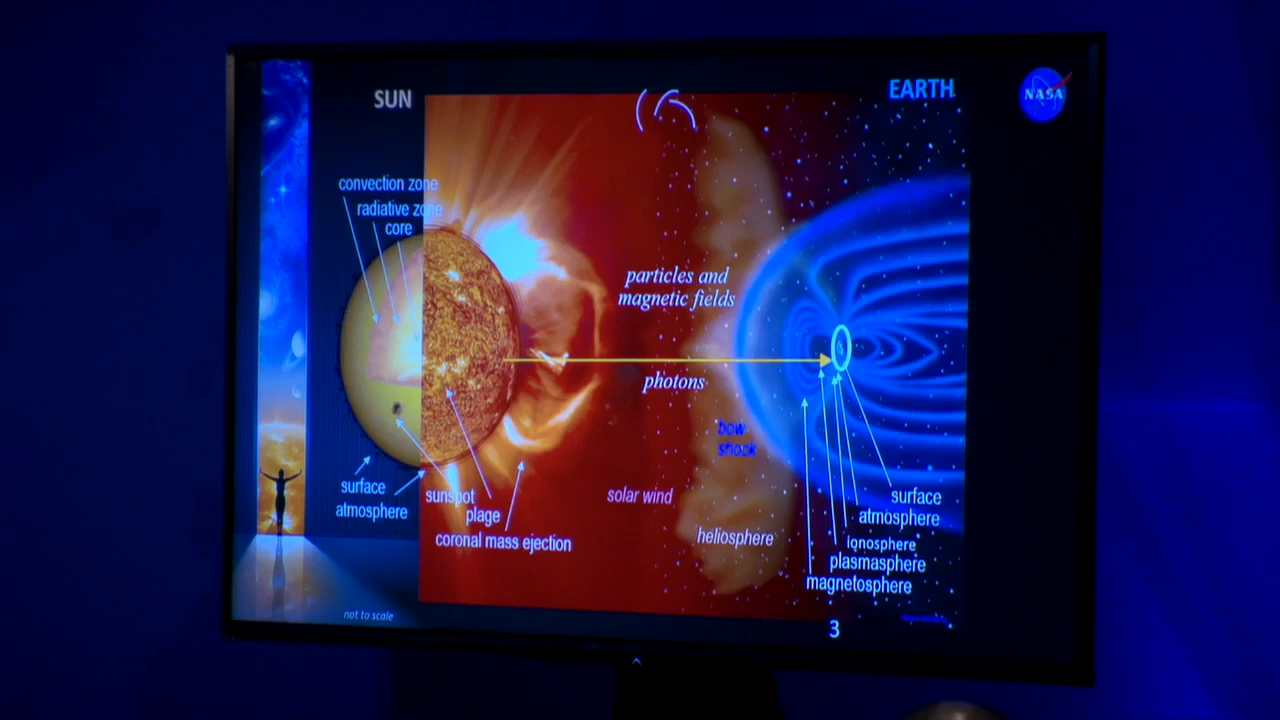 SUN
EARTH
NASA
convection zone
radiative zone
core
particles and
magnetic fields
photons
bow
shock
surface
atmosphere
sunspot
plage
coronal mass ejection
solar wind
heliosphere
surface
atmosphere
ionosphere
plasmasphere
magnetosphere
not to scale
3